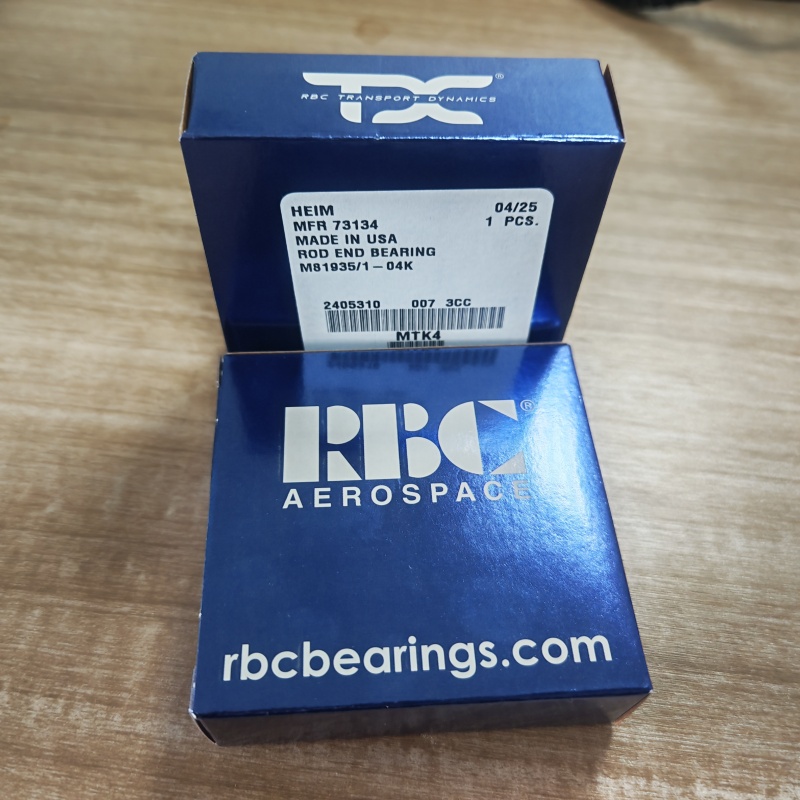 TDC®
RBC TRANSPORT DYNAMICS
HEIM 04/25
MFR 73134 1 PCS.
MADE IN USA
ROD END BEARING
M81935/1-04K
2405310 007 3CC
MTK4
RBC®
AEROSPACE
rbcbearings.com